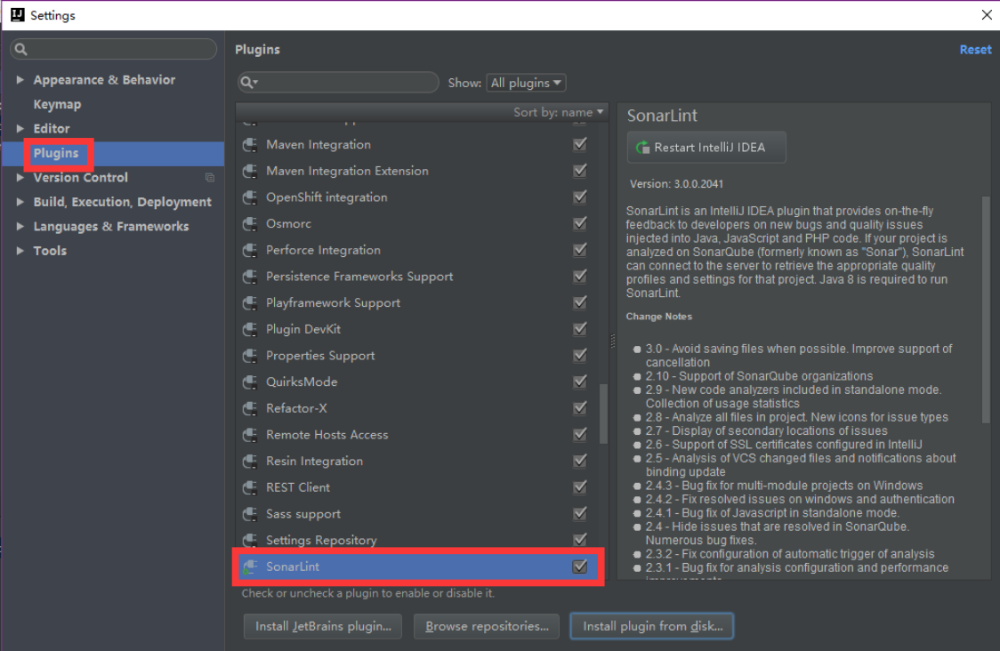 Settings
Plugins
Reset
Appearance & Behavior
Keymap
Editor
Plugins
Version Control
Build, Execution, Deployment
Languages & Frameworks
Tools
Show: All plugins
Sort by: name
Maven Integration
Maven Integration Extension
OpenShift integration
Osmorc
Perforce Integration
Persistence Frameworks Support
Playframework Support
Plugin DevKit
Properties Support
QuirksMode
Refactor-X
Remote Hosts Access
Resin Integration
REST Client
Sass support
Settings Repository
SonarLint
Check or uncheck a plugin to enable or disable it.
Install JetBrains plugin...
Browse repositories...
Install plugin from disk...
SonarLint
Restart IntelliJ IDEA
Version: 3.0.0.2041
SonarLint is an IntelliJ IDEA plugin that provides on-the-fly
feedback to developers on new bugs and quality issues
injected into Java, JavaScript and PHP code. If your project is
analyzed on SonarQube (formerly known as "Sonar"), SonarLint
can connect to the server to retrieve the appropriate quality
profiles and settings for that project. Java 8 is required to run
SonarLint.
Change Notes
3.0 - Avoid saving files when possible. Improve support of
cancellation
2.10 - Support of SonarQube organizations
2.9 - New code analyzers included in standalone mode.
Collection of usage statistics
2.8 - Analyze all files in project. New icons for issue types
2.7 - Display of secondary locations of issues
2.6 - Support of SSL certificates configured in IntelliJ
2.5 - Analysis of VCS changed files and notifications about
binding update
2.4.3 - Bug fix for multi-module projects on Windows
2.4.2 - Fix resolved issues on windows and authentication
2.4.1 - Bug fix of Javascript in standalone mode.
2.4 - Hide issues that are resolved in SonarQube.
Numerous bug fixes.
2.3.2 - Fix configuration of automatic trigger of analysis
2.3.1 - Bug fix for analysis configuration and performance